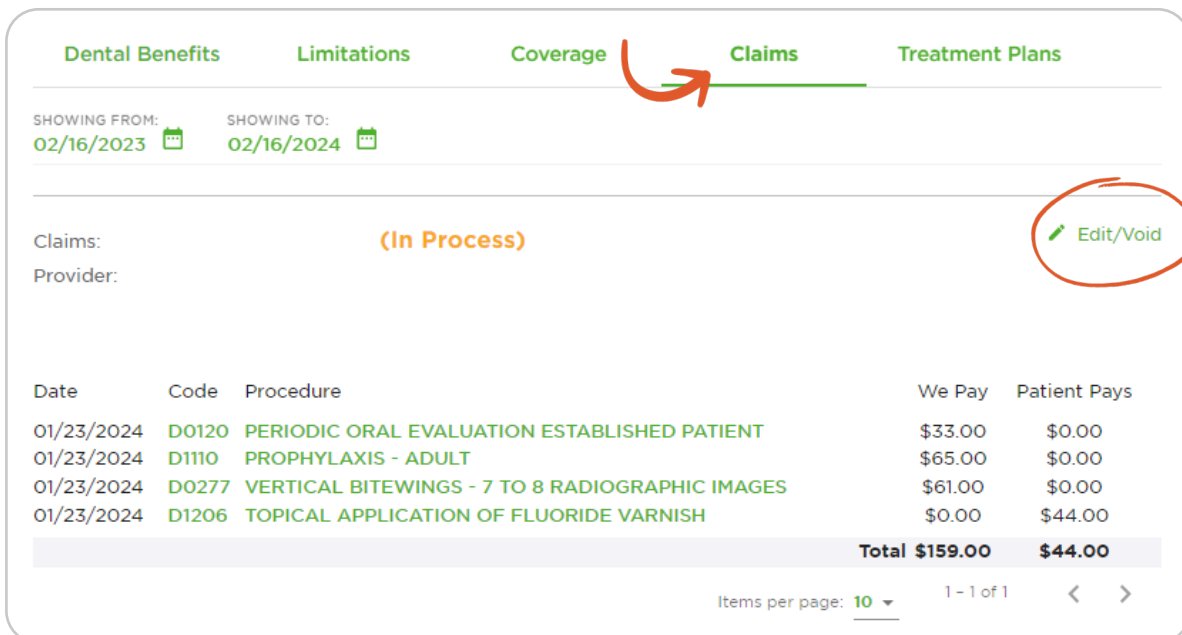 Dental Benefits Limitations Coverage Claims Treatment Plans
SHOWING FROM: SHOWING TO:
02/16/2023 02/16/2024
Claims: (In Process) Edit/Void
Provider:
Date Code Procedure We Pay Patient Pays
01/23/2024 D0120 PERIODIC ORAL EVALUATION ESTABLISHED PATIENT $33.00 $0.00
01/23/2024 D1110 PROPHYLAXIS - ADULT $65.00 $0.00
01/23/2024 D0277 VERTICAL BITEWINGS - 7 TO 8 RADIOGRAPHIC IMAGES $61.00 $0.00
01/23/2024 D1206 TOPICAL APPLICATION OF FLUORIDE VARNISH $0.00 $44.00
Total $159.00 $44.00
Items per page: 10 1 – 1 of 1